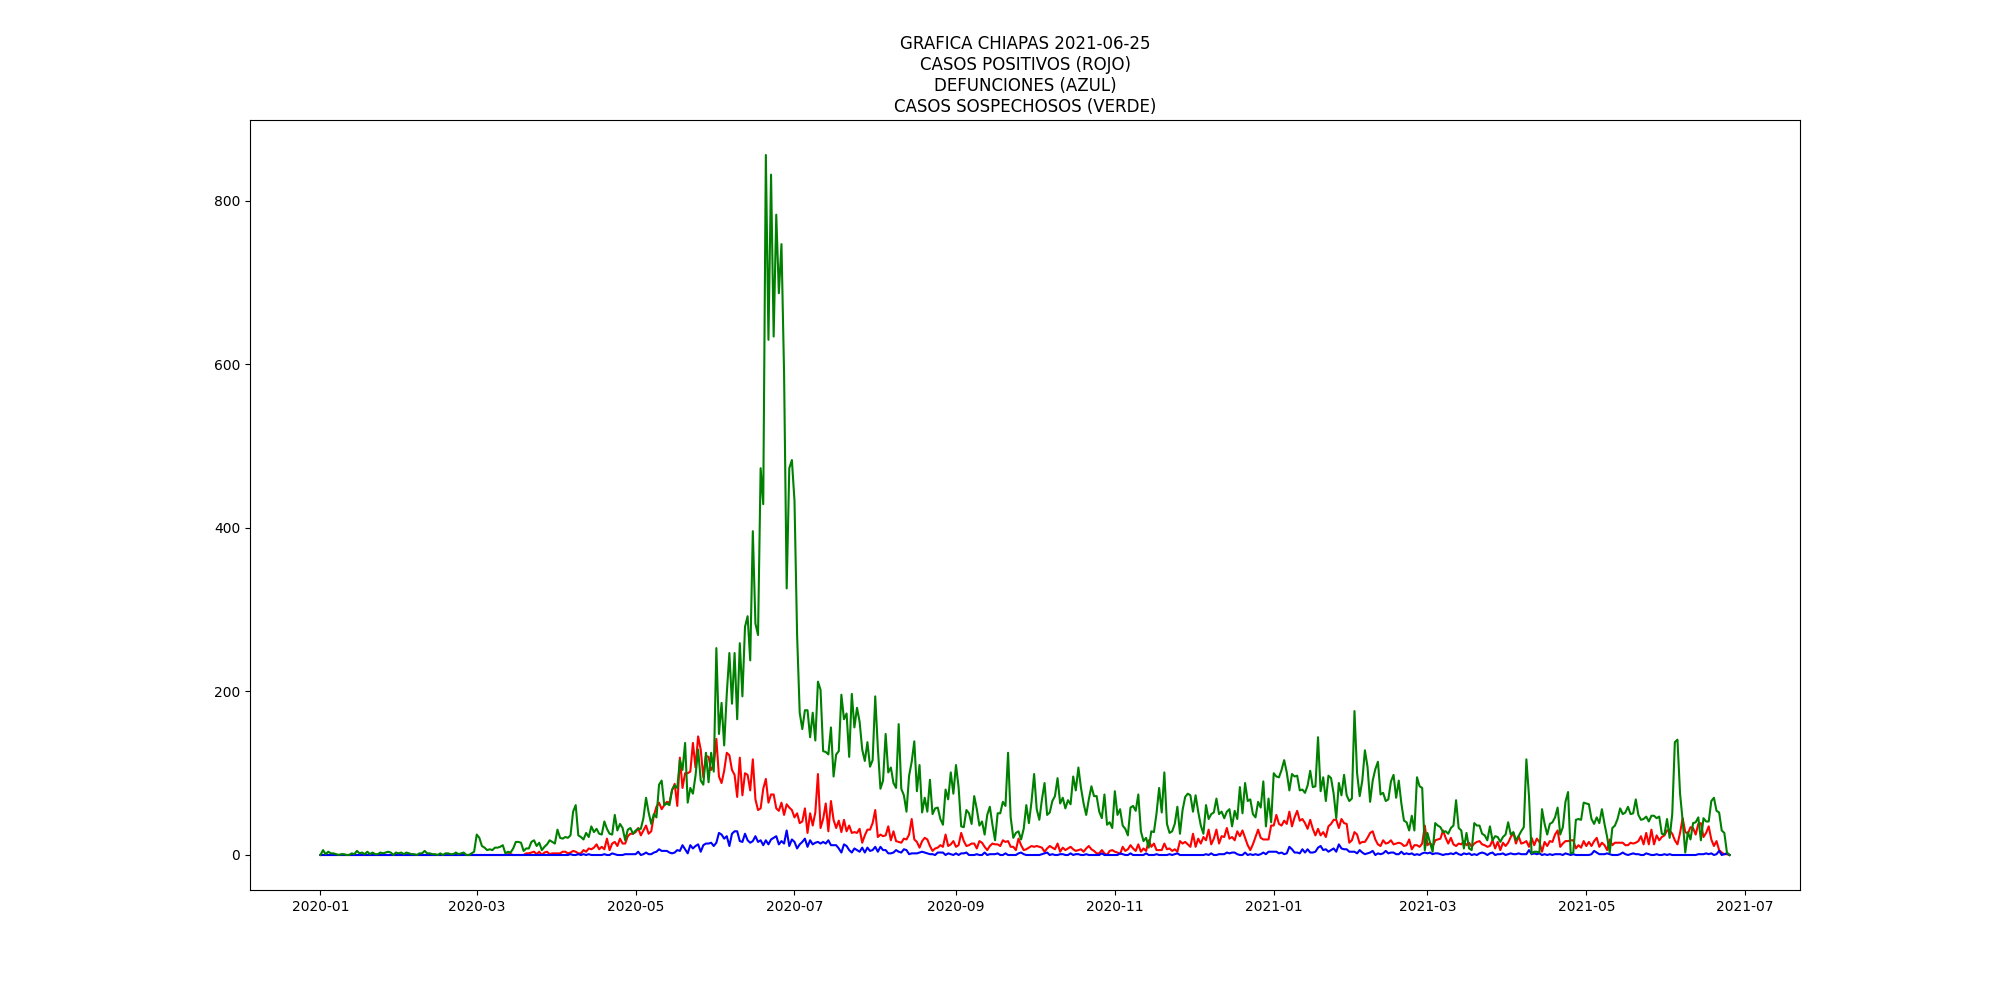 GRAFICA CHIAPAS 2021-06-25
CASOS POSITIVOS (ROJO)
DEFUNCIONES (AZUL)
CASOS SOSPECHOSOS (VERDE)
800
600
400
200
0
2020-01 2020-03 2020-05 2020-07 2020-09 2020-11 2021-01 2021-03 2021-05 2021-07